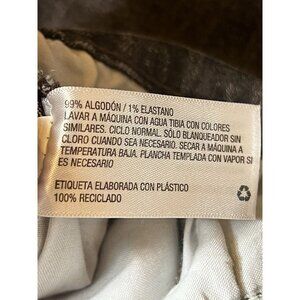 99% ALGODÓN / 1% ELASTANO
LAVAR A MÁQUINA CON AGUA TIBIA CON COLORES
SIMILARES. CICLO NORMAL. SÓLO BLANQUEADOR SIN
CLORO CUANDO SEA NECESARIO. SECAR A MÁQUINA A
TEMPERATURA BAJA. PLANCHA TEMPLADA CON VAPOR SI
ES NECESARIO
ETIQUETA ELABORADA CON PLÁSTICO
100% RECICLADO